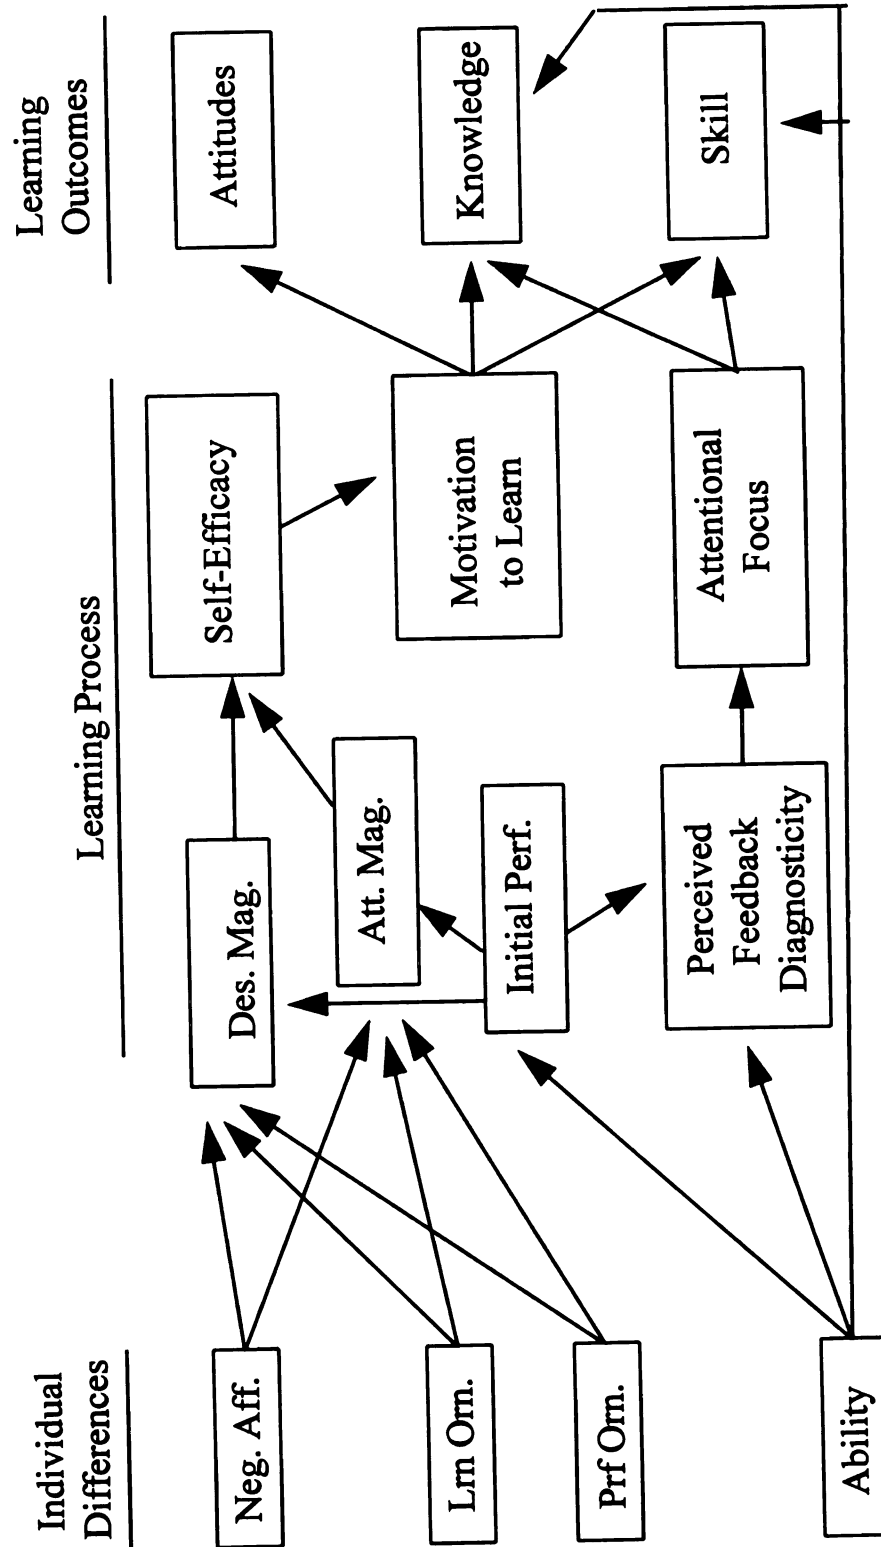 Individual
Differences
Learning Process
Learning
Outcomes
Neg. Aff.
Lrn Orn.
Prf Orn.
Ability
Des. Mag.
Att. Mag.
Initial Perf.
Perceived
Feedback
Diagnosticity
Self-Efficacy
Motivation
to Learn
Attentional
Focus
Attitudes
Knowledge
Skill